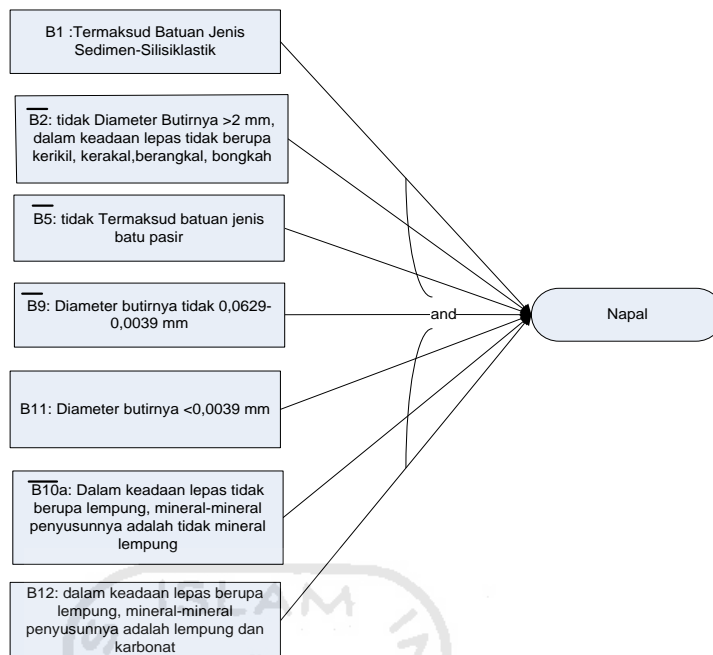 B1 :Termaksud Batuan Jenis
Sedimen-Silisiklastik
B2: tidak Diameter Butirnya >2 mm,
dalam keadaan lepas tidak berupa
kerikil, kerakal,berangkal, bongkah
B5: tidak Termaksud batuan jenis
batu pasir
B9: Diameter butirnya tidak 0,0629-
0,0039 mm
and
Napal
B11: Diameter butirnya <0,0039 mm
B10a: Dalam keadaan lepas tidak
berupa lempung, mineral-mineral
penyusunnya adalah tidak mineral
lempung
B12: dalam keadaan lepas berupa
lempung, mineral-mineral
penyusunnya adalah lempung dan
karbonat
ISLAM